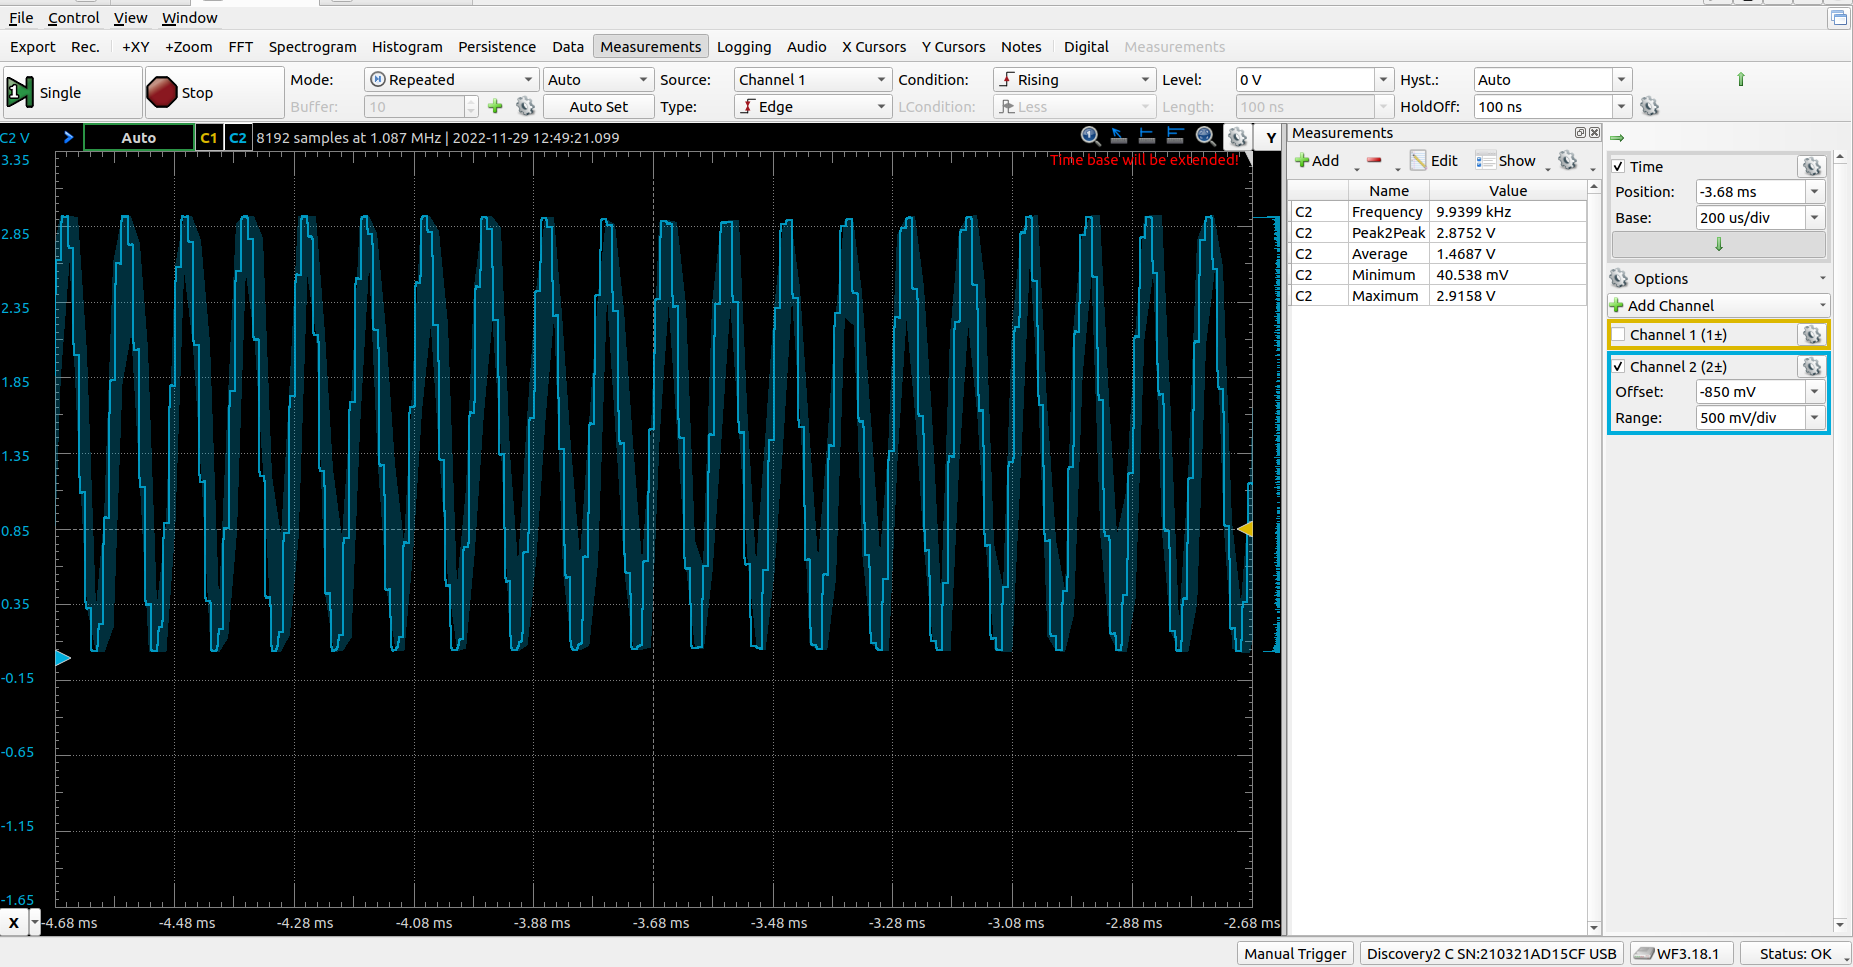 File Control View Window
Export Rec. +XY +Zoom FFT Spectrogram Histogram Persistence Data Measurements Logging Audio X Cursors Y Cursors Notes Digital Measurements
1 Single Stop Mode: Repeated Auto Source: Channel 1 Condition: Rising Level: 0 V Hyst.: Auto
Buffer: 10 Auto Set Type: Edge LCondition: Less Length: 100 ns HoldOff: 100 ns
C2 V Auto C1 C2 8192 samples at 1.087 MHz | 2022-11-29 12:49:21.099 Y
Time base will be extended!
3.35
2.85
2.35
1.85
1.35
0.85
0.35
-0.15
-0.65
-1.15
-1.65
X -4.68 ms -4.48 ms -4.28 ms -4.08 ms -3.88 ms -3.68 ms -3.48 ms -3.28 ms -3.08 ms -2.88 ms -2.68 ms
Measurements
Add Edit Show
Name Value
C2 Frequency 9.9399 kHz
C2 Peak2Peak 2.8752 V
C2 Average 1.4687 V
C2 Minimum 40.538 mV
C2 Maximum 2.9158 V
Time
Position: -3.68 ms
Base: 200 us/div
Options
Add Channel
Channel 1 (1±)
Channel 2 (2±)
Offset: -850 mV
Range: 500 mV/div
Manual Trigger Discovery2 C SN:210321AD15CF USB WF3.18.1 Status: OK